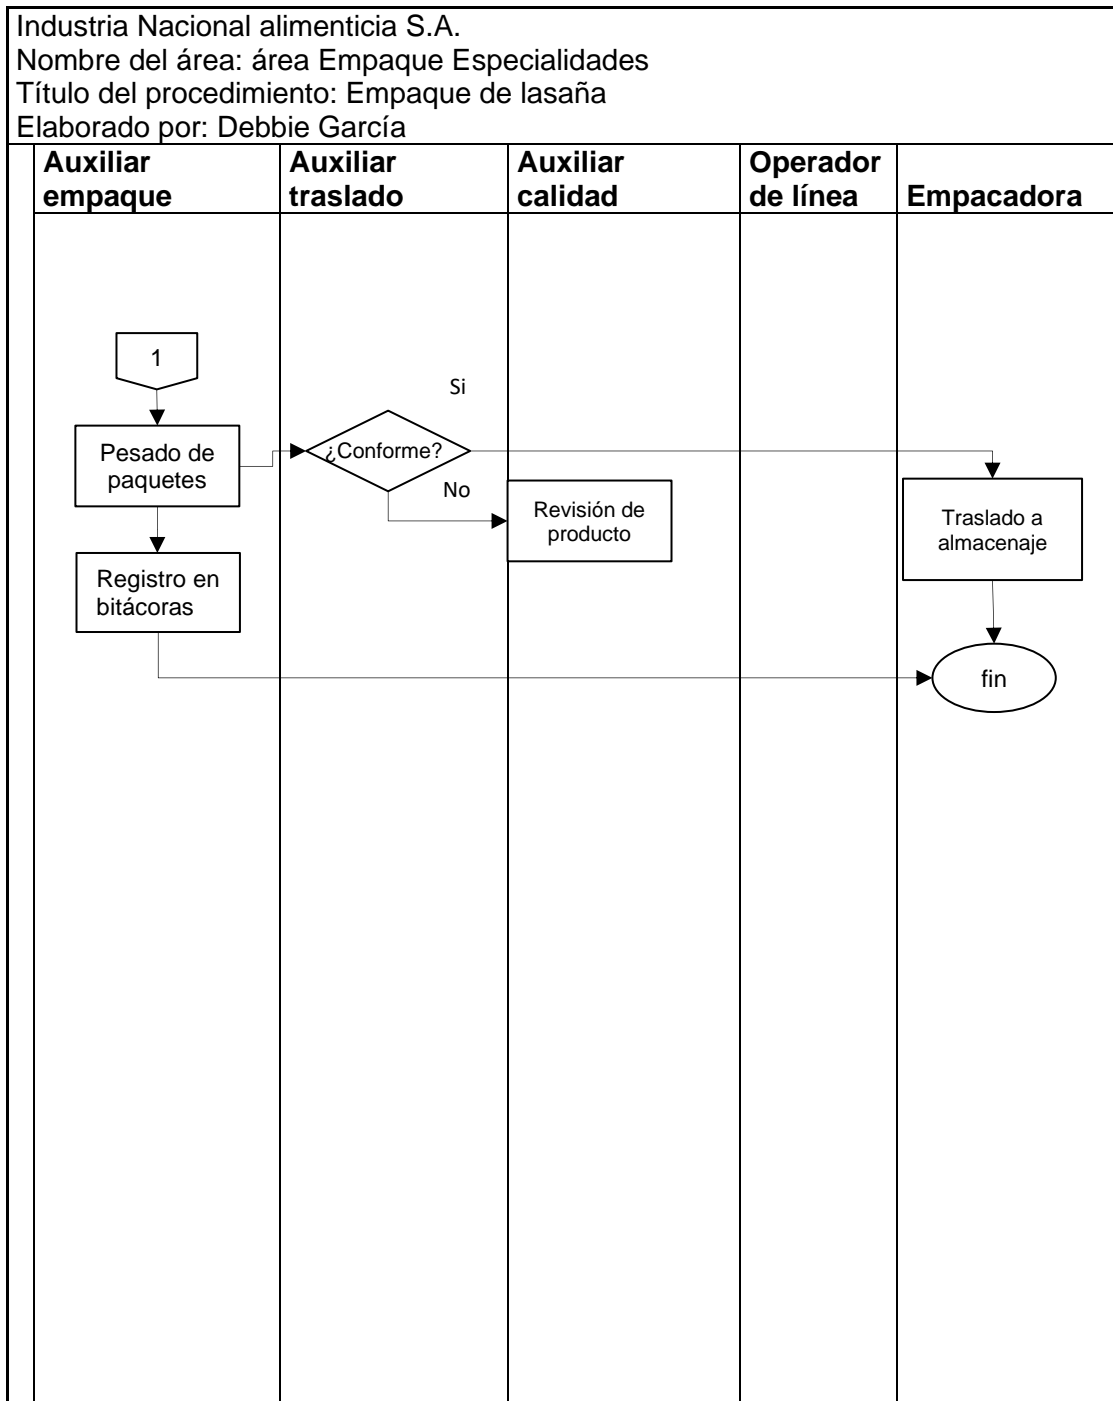 Industria Nacional alimenticia S.A.
Nombre del área: área Empaque Especialidades
Título del procedimiento: Empaque de lasaña
Elaborado por: Debbie García
Auxiliar
empaque
Auxiliar
traslado
Auxiliar
calidad
Operador
de línea
Empacadora
1
Si
Pesado de
paquetes
¿Conforme?
No
Revisión de
producto
Traslado a
almacenaje
Registro en
bitácoras
fin